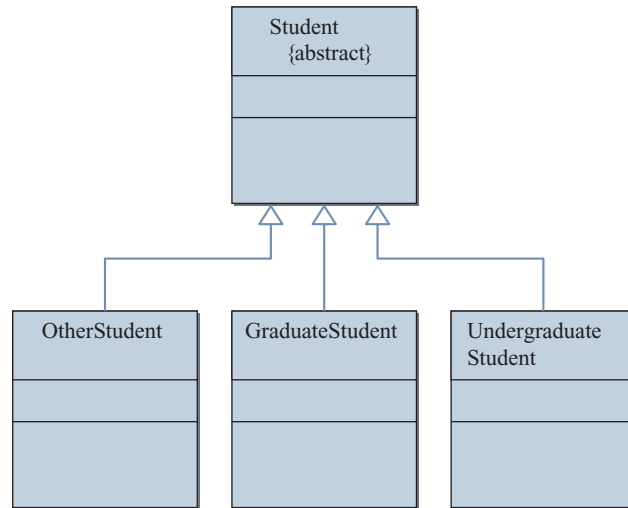 Student
{abstract}
OtherStudent
GraduateStudent
Undergraduate
Student